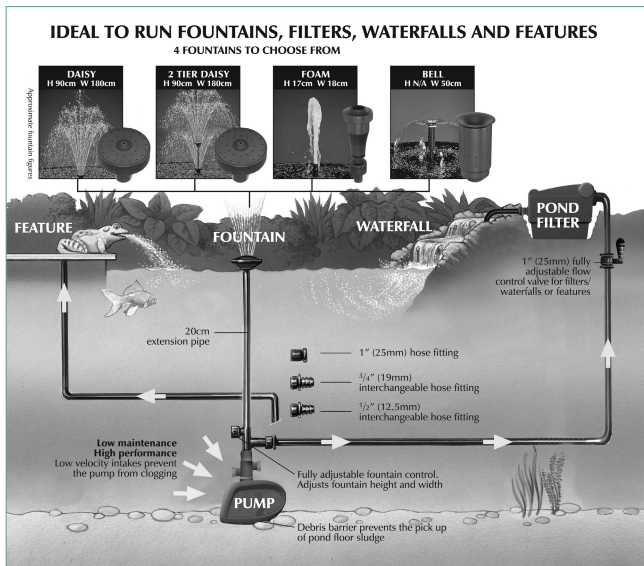 IDEAL TO RUN FOUNTAINS, FILTERS, WATERFALLS AND FEATURES
4 FOUNTAINS TO CHOOSE FROM
Approximate fountain figures
DAISY
H 90cm W 180cm
2 TIER DAISY
H 90cm W 180cm
FOAM
H 17cm W 18cm
BELL
H N/A W 50cm
FEATURE
FOUNTAIN
WATERFALL
POND
FILTER
1" (25mm) fully
adjustable flow
control valve for filters/
waterfalls or features
20cm
extension pipe
1" (25mm) hose fitting
3/4" (19mm)
interchangeable hose fitting
1/2" (12.5mm)
interchangeable hose fitting
Low maintenance
High performance
Low velocity intakes prevent
the pump from clogging
Fully adjustable fountain control.
Adjusts fountain height and width
PUMP
Debris barrier prevents the pick up
of pond floor sludge